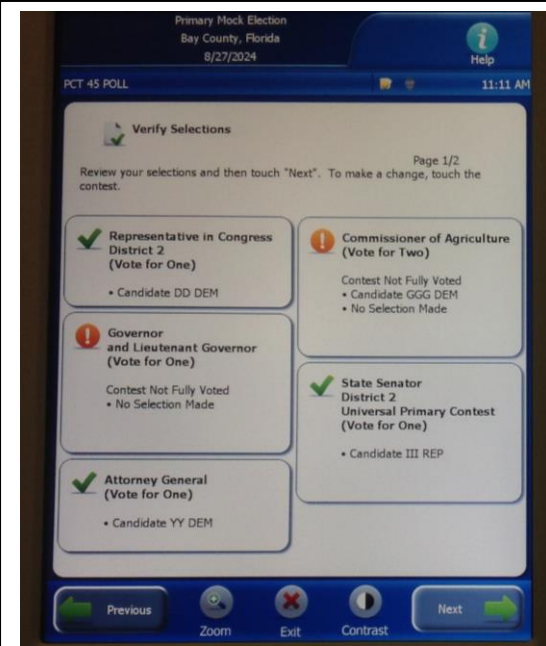 Primary Mock Election
Bay County, Florida
8/27/2024
Help
PCT 45 POLL
11:11 AM
Verify Selections
Page 1/2
Review your selections and then touch "Next". To make a change, touch the
contest.
Representative in Congress
District 2
(Vote for One)
• Candidate DD DEM
Governor
and Lieutenant Governor
(Vote for One)
Contest Not Fully Voted
• No Selection Made
Attorney General
(Vote for One)
• Candidate YY DEM
Commissioner of Agriculture
(Vote for Two)
Contest Not Fully Voted
• Candidate GGG DEM
• No Selection Made
State Senator
District 2
Universal Primary Contest
(Vote for One)
• Candidate III REP
Previous
Zoom
Exit
Contrast
Next